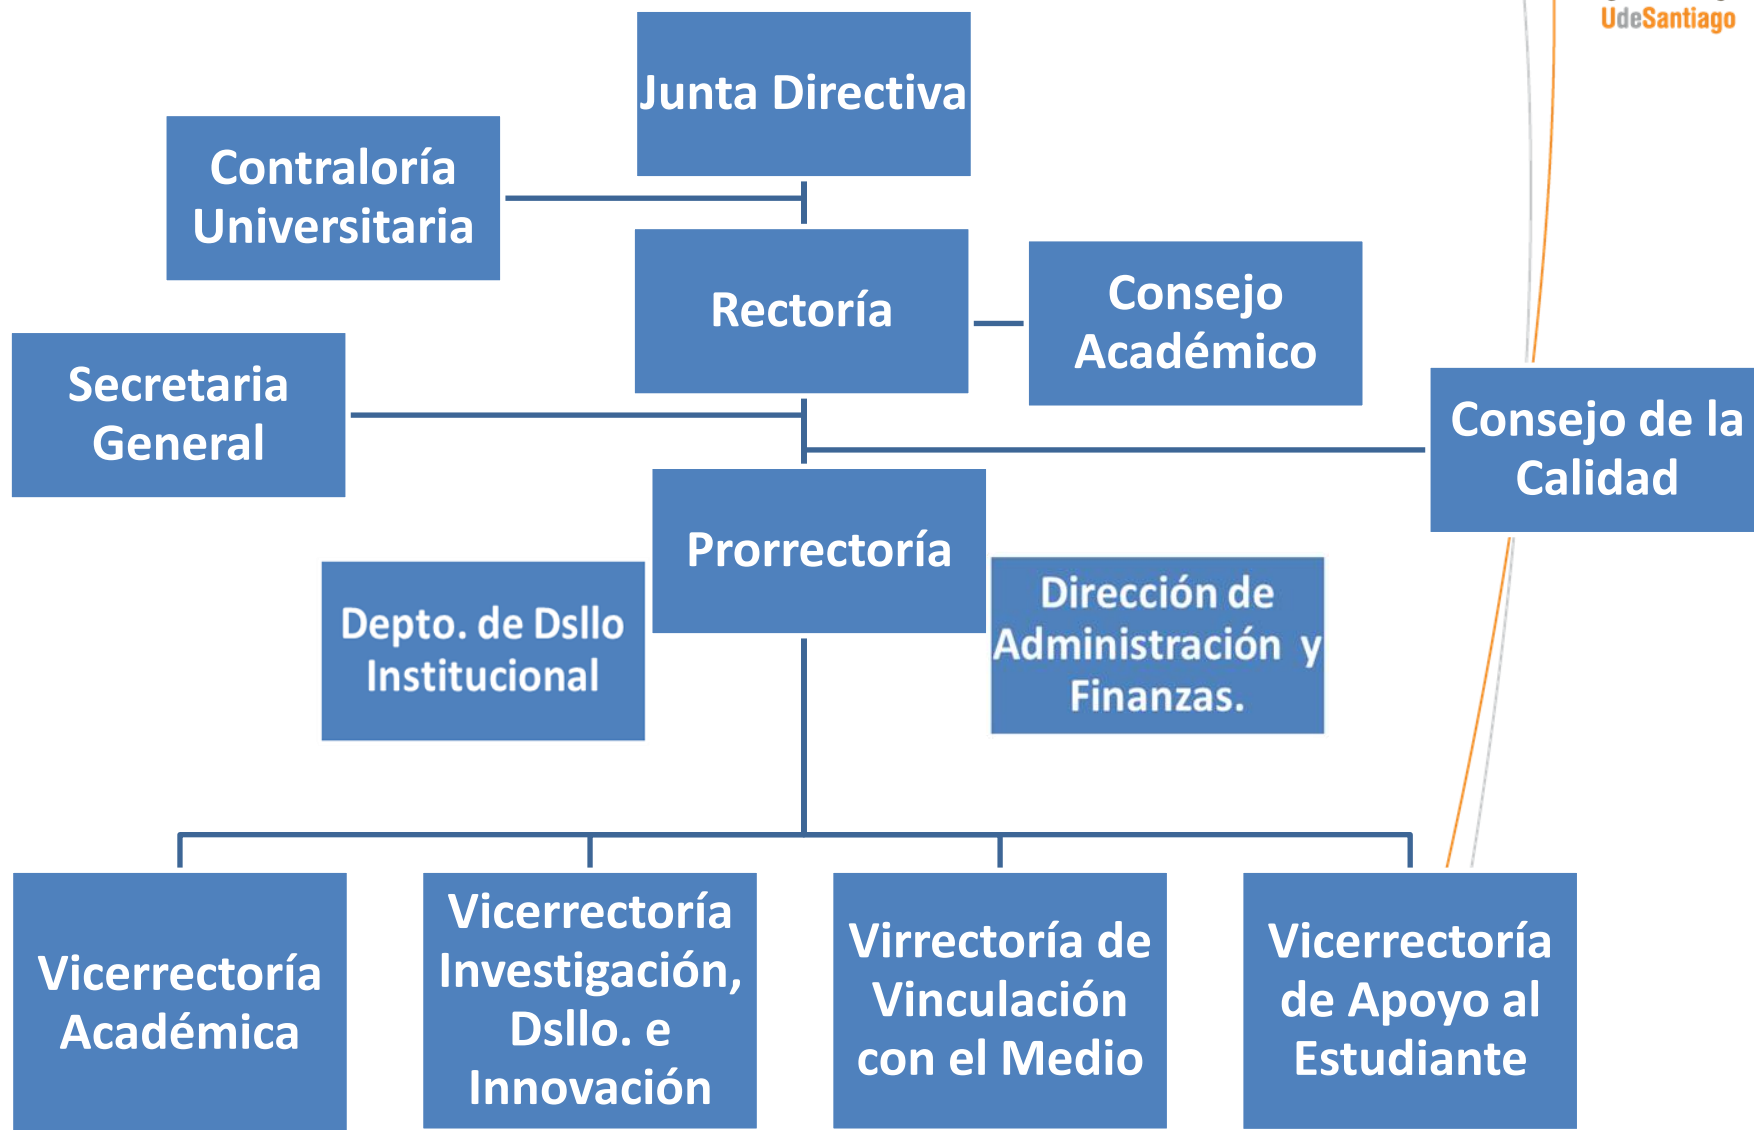 UdeSantiago
Junta Directiva
Contraloría
Universitaria
Rectoría
Consejo
Académico
Secretaria
General
Consejo de la
Calidad
Prorrectoría
Depto. de Dsllo
Institucional
Dirección de
Administración y
Finanzas.
Vicerrectoría
Académica
Vicerrectoría
Investigación,
Dsllo. e
Innovación
Virrectoría de
Vinculación
con el Medio
Vicerrectoría
de Apoyo al
Estudiante